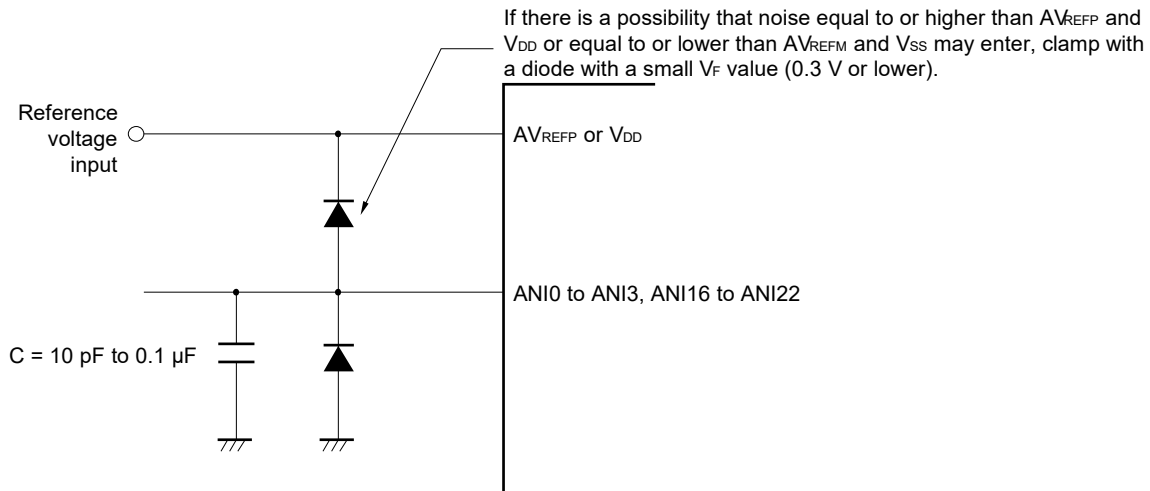 If there is a possibility that noise equal to or higher than AVREFP and
VDD or equal to or lower than AVREFM and VSS may enter, clamp with
a diode with a small VF value (0.3 V or lower).
Reference
voltage
input
AVREFP or VDD
ANI0 to ANI3, ANI16 to ANI22
C = 10 pF to 0.1 µF